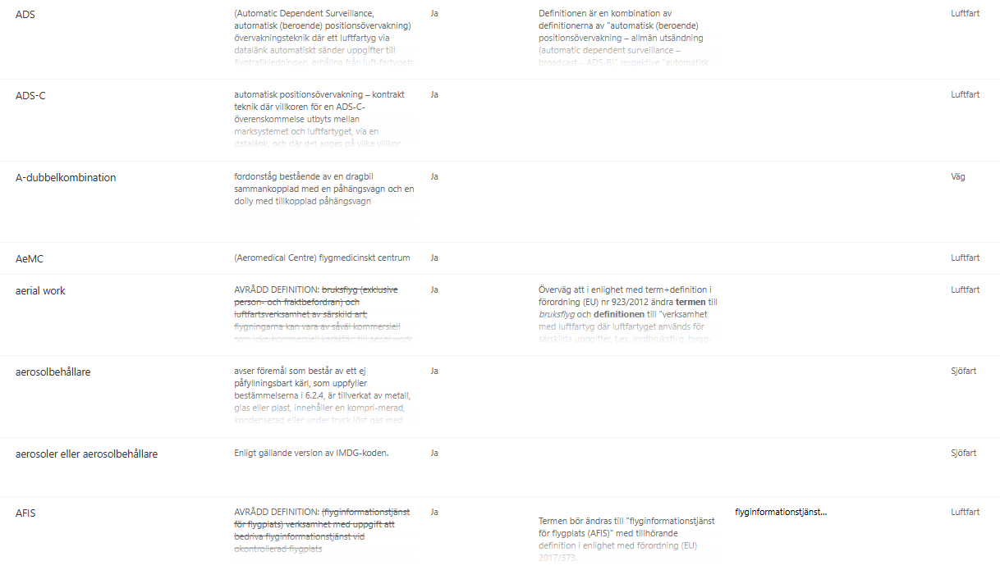 ADS
(Automatic Dependent Surveillance,
automatisk (beroende) positionsövervakning)
övervakningsteknik där ett luftfartyg via
datalänk automatiskt sänder uppgifter till
flygtrafikledningen, erhållna från luft-fartygets
Ja
Definitionen är en kombination av
definitionerna av "automatisk (beroende)
positionsövervakning – allmän utsändning
(automatic dependent surveillance –
broadcast – ADS-B)" respektive "automatisk
Luftfart
ADS-C
automatisk positionsövervakning – kontrakt
teknik där villkoren för en ADS-C-
överenskommelse utbyts mellan
marksystemet och luftfartyget, via en
datalänk, och där det anges på vilka villkor
Ja
Luftfart
A-dubbelkombination
fordonståg bestående av en dragbil
sammankopplad med en påhängsvagn och en
dolly med tillkopplad påhängsvagn
Ja
Väg
AeMC
(Aeromedical Centre) flygmedicinskt centrum
Ja
Luftfart
aerial work
AVRÅDD DEFINITION: bruksflyg (exklusive
person- och fraktbefordran) och
luftfartsverksamhet av särskild art;
flygningarna kan vara av såväl kommersiell
som icke-kommersiell karaktär; till aerial work
Ja
Överväg att i enlighet med term+definition i
förordning (EU) nr 923/2012 ändra termen till
bruksflyg och definitionen till "verksamhet
med luftfartyg där luftfartyget används för
särskilda uppgifter, t.ex. jordbruksflyg, bygg-
Luftfart
aerosolbehållare
avser föremål som består av ett ej
påfyllningsbart kärl, som uppfyller
bestämmelserna i 6.2.4, är tillverkat av metall,
glas eller plast, innehåller en kompri-merad,
kondenserad eller under tryck löst gas med
Ja
Sjöfart
aerosoler eller aerosolbehållare
Enligt gällande version av IMDG-koden.
Ja
Sjöfart
AFIS
AVRÅDD DEFINITION: (flyginformationstjänst
för flygplats) verksamhet med uppgift att
bedriva flyginformationstjänst vid
okontrollerad flygplats
Ja
Termen bör ändras till "flyginformationstjänst
för flygplats (AFIS)" med tillhörande
definition i enlighet med förordning (EU)
2017/373.
flyginformationstjänst...
Luftfart